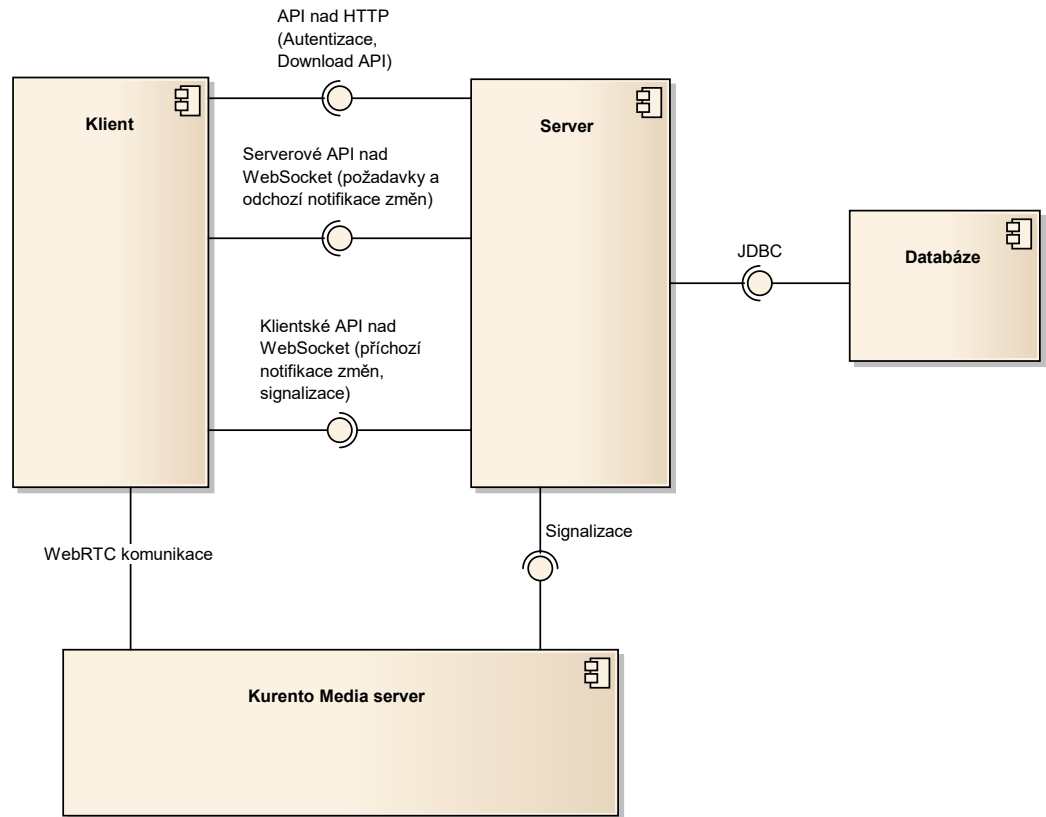 API nad HTTP
(Autentizace,
Download API)
Klient
Server
Serverové API nad
WebSocket (požadavky a
odchozí notifikace změn)
JDBC
Databáze
Klientské API nad
WebSocket (příchozí
notifikace změn,
signalizace)
Signalizace
WebRTC komunikace
Kurento Media server